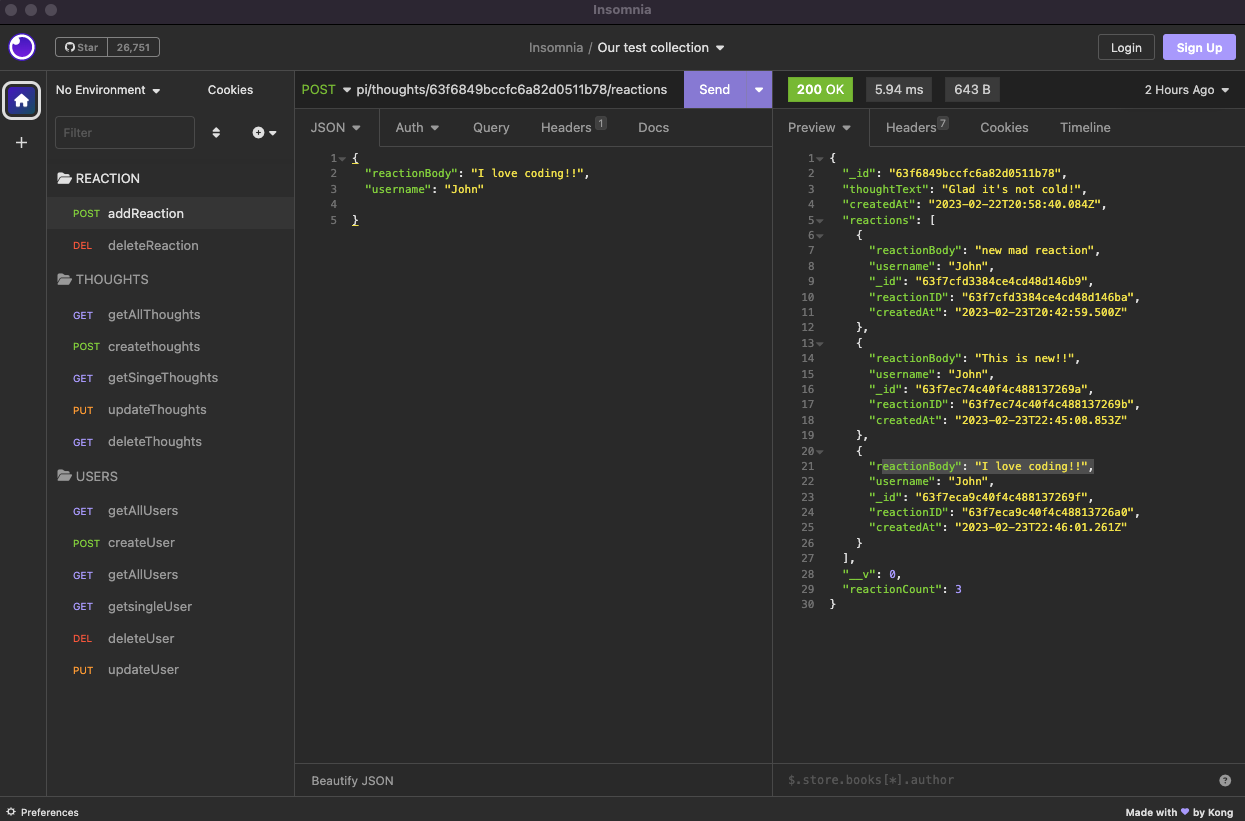 Insomnia
Star 26,751
Insomnia / Our test collection
Login
Sign Up
No Environment
Cookies
Filter
REACTION
POST addReaction
DEL deleteReaction
THOUGHTS
GET getAllThoughts
POST createthoughts
GET getSingeThoughts
PUT updateThoughts
GET deleteThoughts
USERS
GET getAllUsers
POST createUser
GET getAllUsers
GET getsingleUser
DEL deleteUser
PUT updateUser
POST pi/thoughts/63f6849bccfc6a82d0511b78/reactions Send
JSON Auth Query Headers 1 Docs
1 {
2 "reactionBody": "I love coding!!",
3 "username": "John"
4
5 }
Beautify JSON
200 OK 5.94 ms 643 B 2 Hours Ago
Preview Headers 7 Cookies Timeline
1 {
2 "_id": "63f6849bccfc6a82d0511b78",
3 "thoughtText": "Glad it's not cold!",
4 "createdAt": "2023-02-22T20:58:40.084Z",
5 "reactions": [
6 {
7 "reactionBody": "new mad reaction",
8 "username": "John",
9 "_id": "63f7cfd3384ce4cd48d146b9",
10 "reactionID": "63f7cfd3384ce4cd48d146ba",
11 "createdAt": "2023-02-23T20:42:59.500Z"
12 },
13 {
14 "reactionBody": "This is new!!",
15 "username": "John",
16 "_id": "63f7ec74c40f4c488137269a",
17 "reactionID": "63f7ec74c40f4c488137269b",
18 "createdAt": "2023-02-23T22:45:08.853Z"
19 },
20 {
21 "reactionBody": "I love coding!!",
22 "username": "John",
23 "_id": "63f7eca9c40f4c488137269f",
24 "reactionID": "63f7eca9c40f4c48813726a0",
25 "createdAt": "2023-02-23T22:46:01.261Z"
26 }
27 ],
28 "__v": 0,
29 "reactionCount": 3
30 }
$.store.books[*].author
Preferences
Made with by Kong